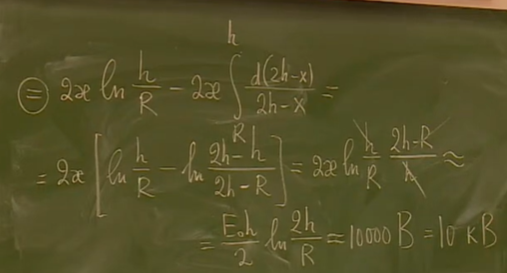 ⊜ 2æ ln h/R − 2æ ∫_R^h d(2h-x)/(2h-x) =
= 2æ [ ln h/R − ln (2h-h)/(2h-R) ] = 2æ ln h/R (2h-R)/h ≈
= E₀h/2 ln 2h/R ≈ 10000 В = 10 кВ